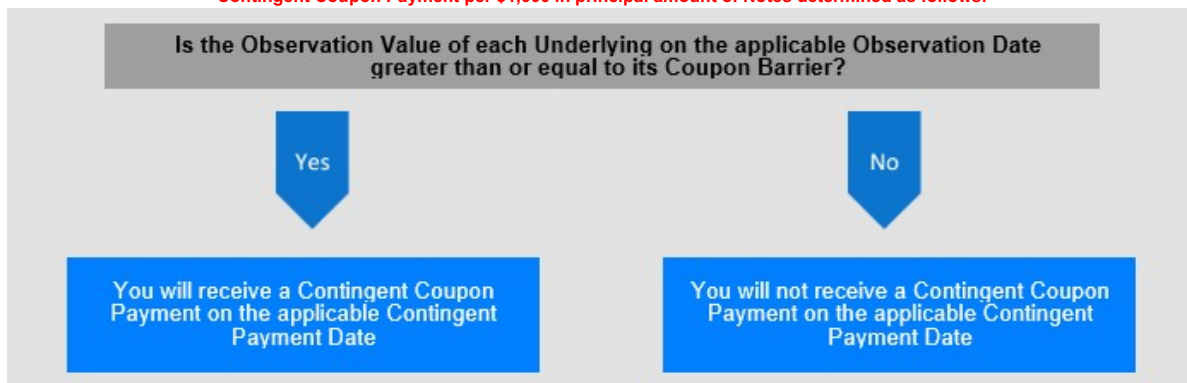 Contingent Coupon Payment per $1,000 in principal amount of Notes determined as follows:
Is the Observation Value of each Underlying on the applicable Observation Date
greater than or equal to its Coupon Barrier?
Yes
No
You will receive a Contingent Coupon
Payment on the applicable Contingent
Payment Date
You will not receive a Contingent Coupon
Payment on the applicable Contingent
Payment Date